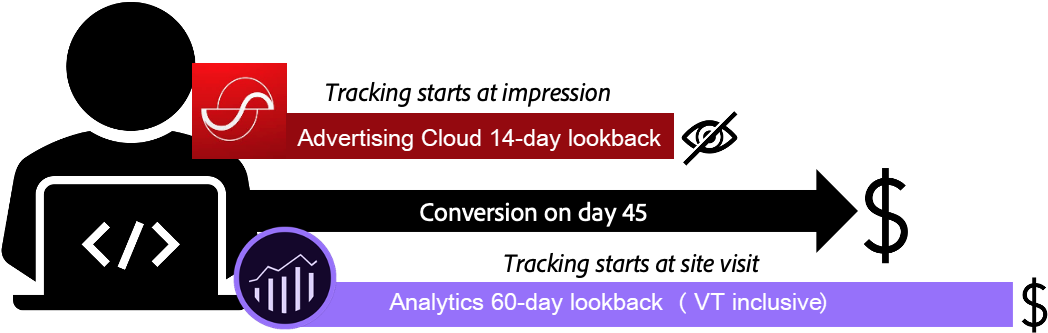 Tracking starts at impression
Advertising Cloud 14-day lookback
Conversion on day 45
$
</>
Tracking starts at site visit
Analytics 60-day lookback ( VT inclusive)
$